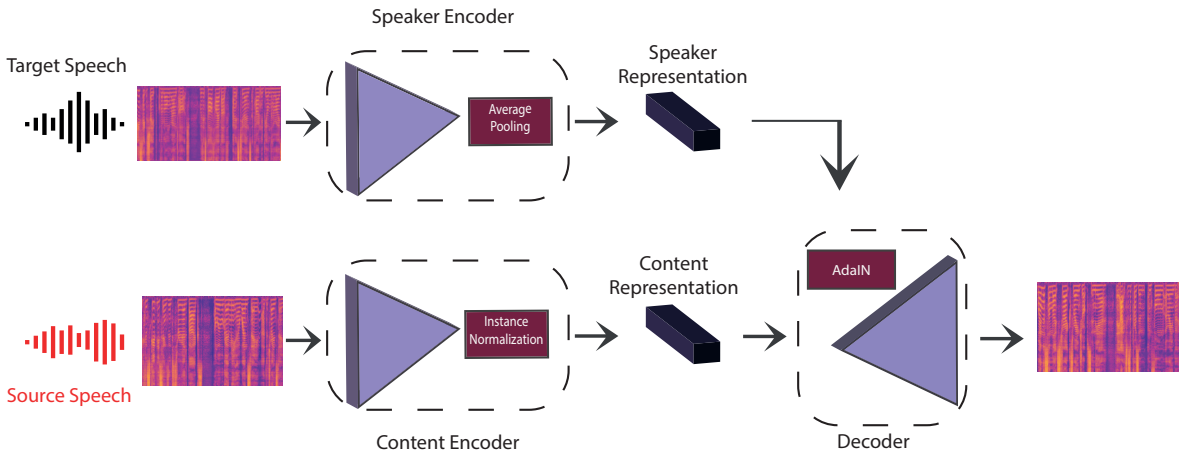 Speaker Encoder
Target Speech
Average
Pooling
Speaker
Representation
AdaIN
Content
Representation
Instance
Normalization
Source Speech
Content Encoder
Decoder